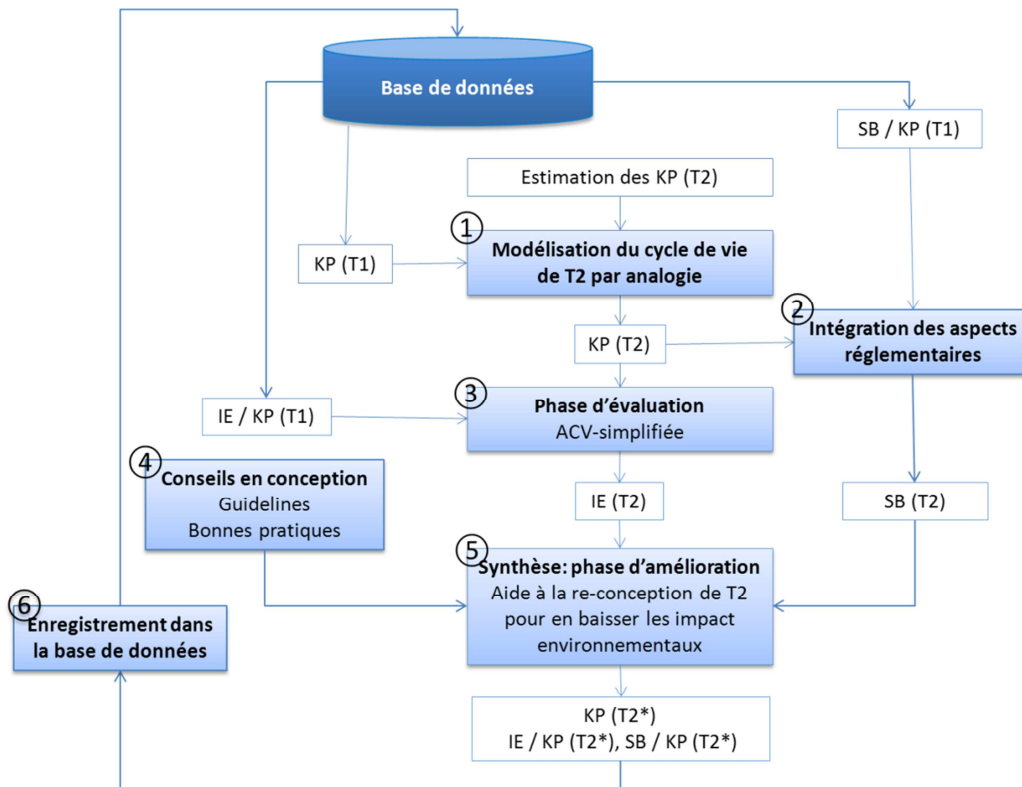 Base de données
SB / KP (T1)
Estimation des KP (T2)
1
Modélisation du cycle de vie
de T2 par analogie
KP (T1)
2
Intégration des aspects
réglementaires
KP (T2)
3
Phase d’évaluation
ACV-simplifiée
IE / KP (T1)
4
Conseils en conception
Guidelines
Bonnes pratiques
IE (T2)
SB (T2)
5
Synthèse: phase d’amélioration
Aide à la re-conception de T2
pour en baisser les impact
environnementaux
6
Enregistrement dans
la base de données
KP (T2*)
IE / KP (T2*), SB / KP (T2*)